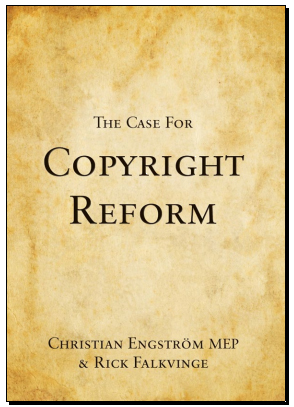 The Case For
Copyright
Reform
Christian Engström MEP
& Rick Falkvinge